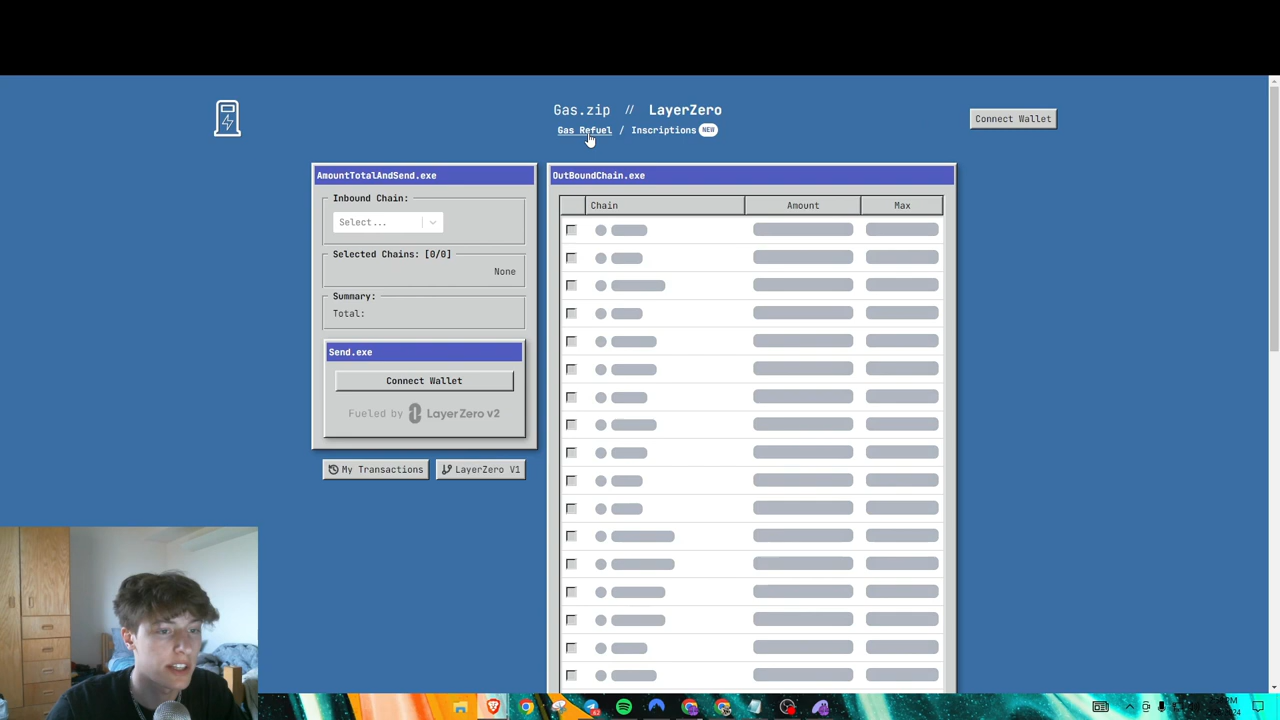 Gas.zip // LayerZero
Gas Refuel / Inscriptions NEW
Connect Wallet
AmountTotalAndSend.exe
Inbound Chain:
Select...
Selected Chains: [0/0]
None
Summary:
Total:
Send.exe
Connect Wallet
Fueled by LayerZero v2
My Transactions
LayerZero V1
OutBoundChain.exe
Chain Amount Max